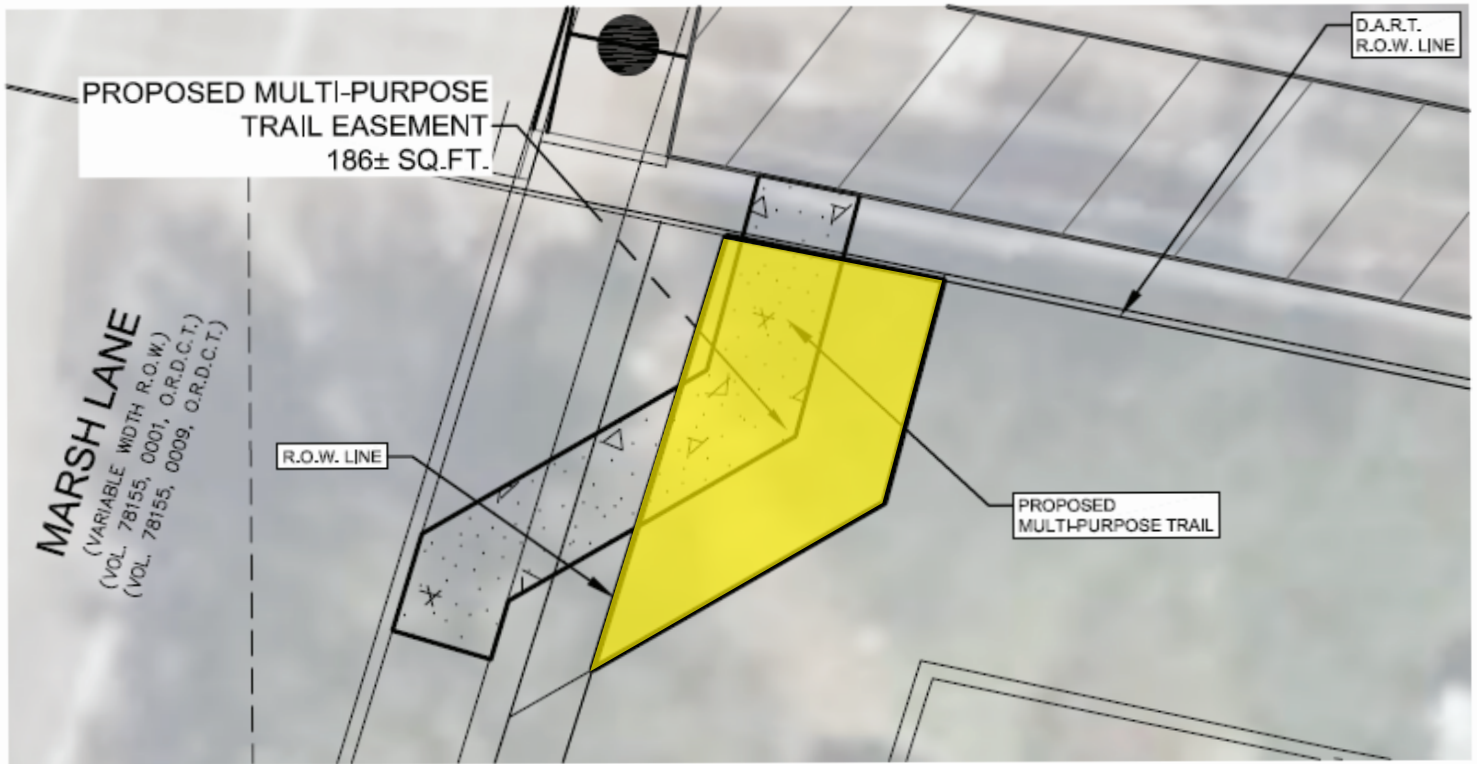 D.A.R.T.
R.O.W. LINE
PROPOSED MULTI-PURPOSE
TRAIL EASEMENT
186± SQ.FT.
MARSH LANE
(VARIABLE WIDTH R.O.W.)
(VOL. 78155, 0001, O.R.D.C.T.)
(VOL. 78155, 0009, O.R.D.C.T.)
R.O.W. LINE
PROPOSED
MULTI-PURPOSE TRAIL